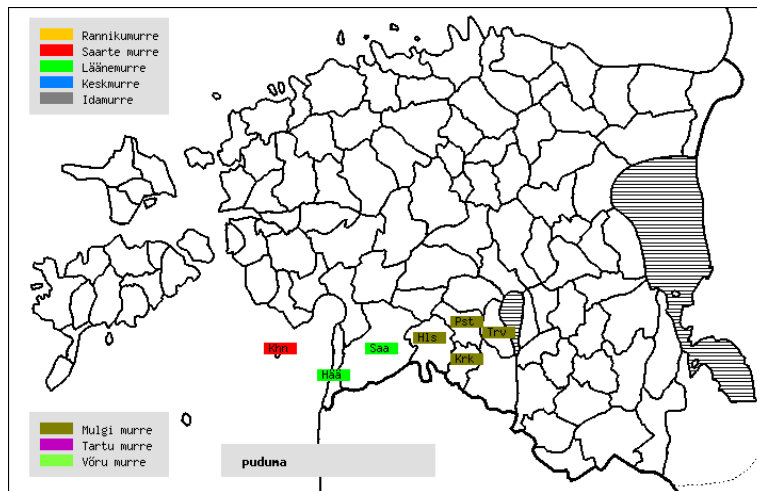 Rannikumurre
Saarte murre
Läänemurre
Keskmurre
Idamurre
Pst
Trv
Hls
Khn
Saa
Krk
Hää
Mulgi murre
Tartu murre
Võru murre
puduma